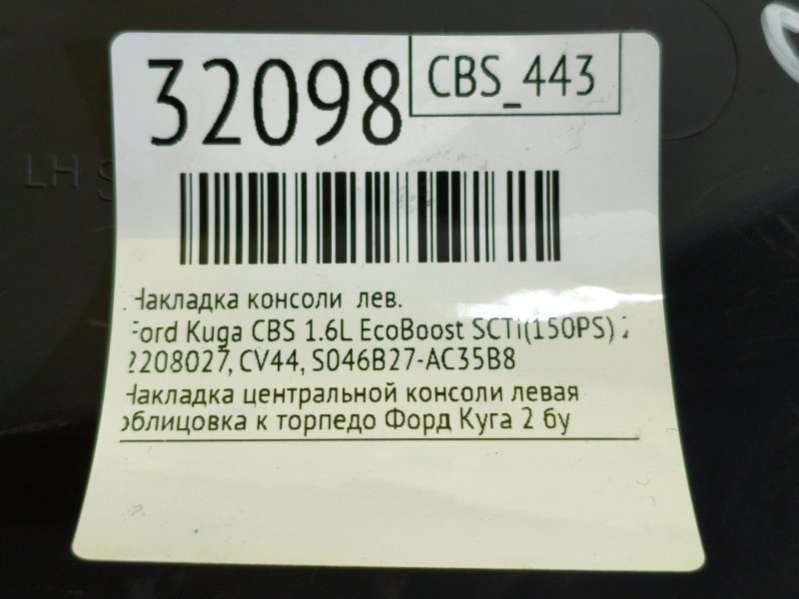 32098
CBS_443
LH
Накладка консоли лев.
Ford Kuga CBS 1.6L EcoBoost SCTi(150PS)
2208027, CV44, S046B27-AC35B8
Накладка центральной консоли левая
облицовка к торпедо Форд Куга 2 бу